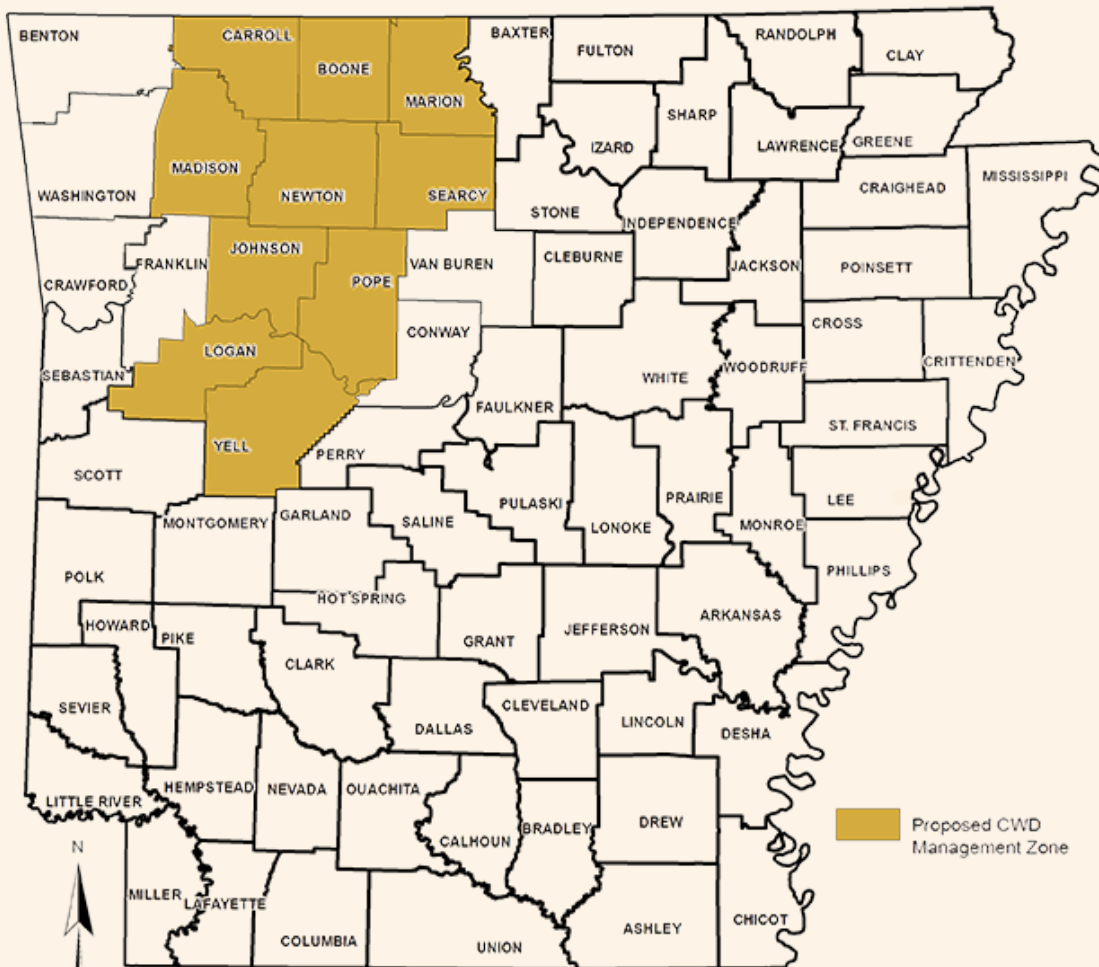 BENTON
CARROLL
BOONE
MARION
BAXTER
FULTON
RANDOLPH
CLAY
SHARP
IZARD
LAWRENCE
GREENE
MADISON
WASHINGTON
NEWTON
SEARCY
STONE
INDEPENDENCE
CRAIGHEAD
MISSISSIPPI
JOHNSON
FRANKLIN
CRAWFORD
POPE
VAN BUREN
CLEBURNE
JACKSON
POINSETT
LOGAN
SEBASTIAN
CONWAY
CROSS
CRITTENDEN
WHITE
WOODRUFF
FAULKNER
ST. FRANCIS
YELL
PERRY
SCOTT
LEE
PULASKI
PRAIRIE
MONTGOMERY
GARLAND
SALINE
LONOKE
MONROE
PHILLIPS
POLK
HOT SPRING
ARKANSAS
HOWARD
PIKE
GRANT
JEFFERSON
CLARK
SEVIER
DALLAS
CLEVELAND
LINCOLN
DESHA
LITTLE RIVER
HEMPSTEAD
NEVADA
OUACHITA
CALHOUN
BRADLEY
DREW
Proposed CWD
Management Zone
N
MILLER
LAFAYETTE
COLUMBIA
UNION
ASHLEY
CHICOT